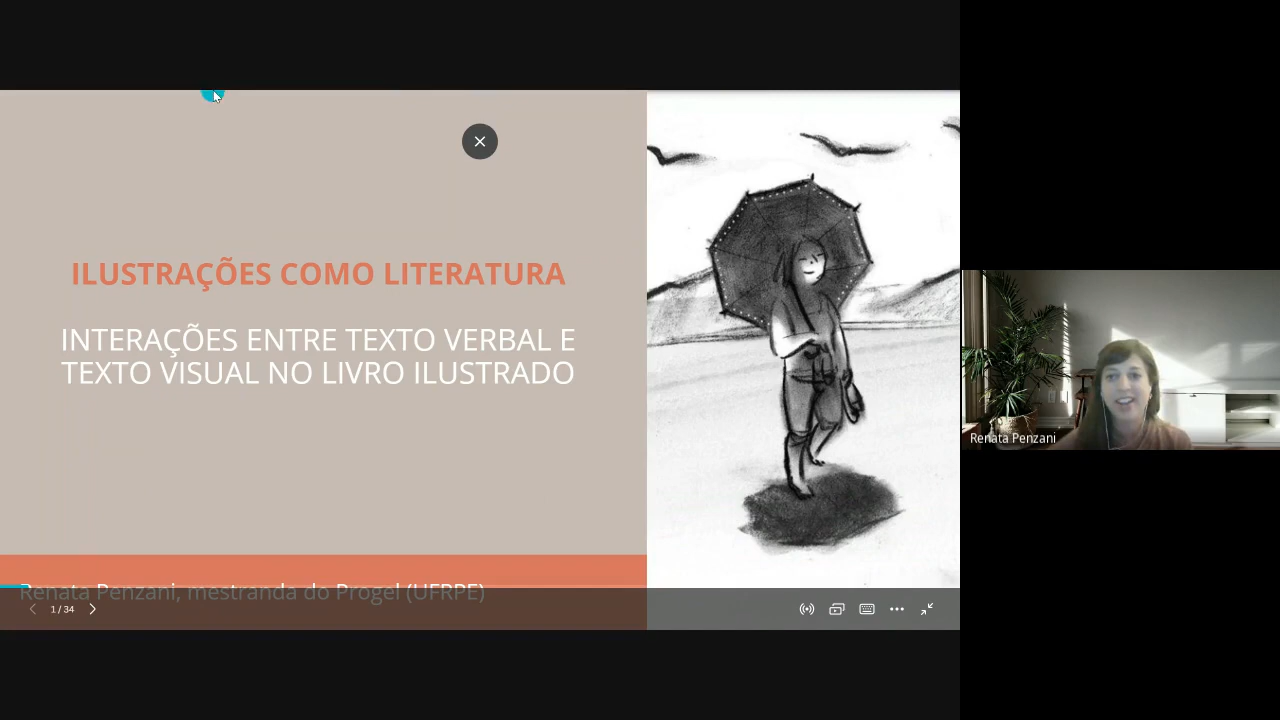 ILUSTRAÇÕES COMO LITERATURA
INTERAÇÕES ENTRE TEXTO VERBAL E
TEXTO VISUAL NO LIVRO ILUSTRADO
Renata Penzani, mestranda do Progel (UFRPE)
1 / 34
Renata Penzani